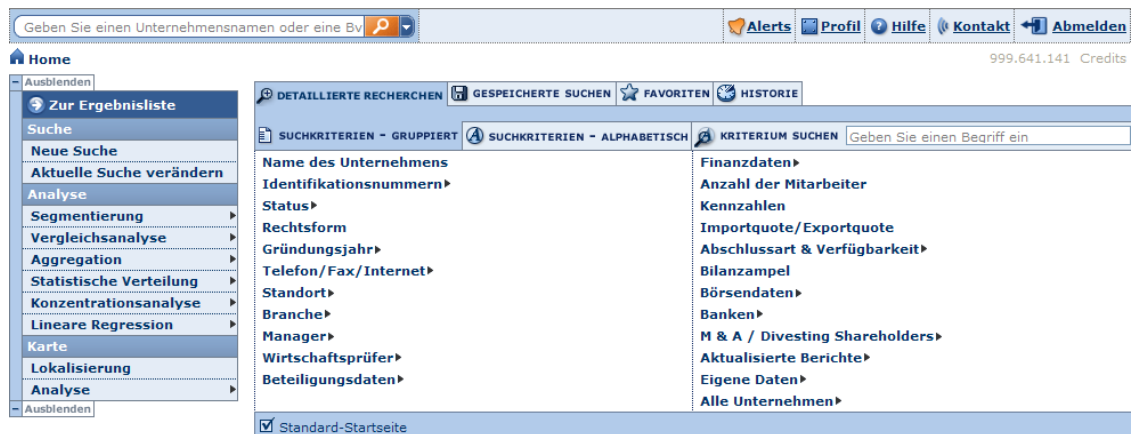 Geben Sie einen Unternehmensnamen oder eine Bv
Alerts Profil Hilfe Kontakt Abmelden
Home
999.641.141 Credits
Ausblenden
Zur Ergebnisliste
Suche
Neue Suche
Aktuelle Suche verändern
Analyse
Segmentierung
Vergleichsanalyse
Aggregation
Statistische Verteilung
Konzentrationsanalyse
Lineare Regression
Karte
Lokalisierung
Analyse
Ausblenden
DETAILLIERTE RECHERCHEN GESPEICHERTE SUCHEN FAVORITEN HISTORIE
SUCHKRITERIEN - GRUPPIERT SUCHKRITERIEN - ALPHABETISCH KRITERIUM SUCHEN Geben Sie einen Begriff ein
Name des Unternehmens
Identifikationsnummern
Status
Rechtsform
Gründungsjahr
Telefon/Fax/Internet
Standort
Branche
Manager
Wirtschaftsprüfer
Beteiligungsdaten
Finanzdaten
Anzahl der Mitarbeiter
Kennzahlen
Importquote/Exportquote
Abschlussart & Verfügbarkeit
Bilanzampel
Börsendaten
Banken
M & A / Divesting Shareholders
Aktualisierte Berichte
Eigene Daten
Alle Unternehmen
Standard-Startseite